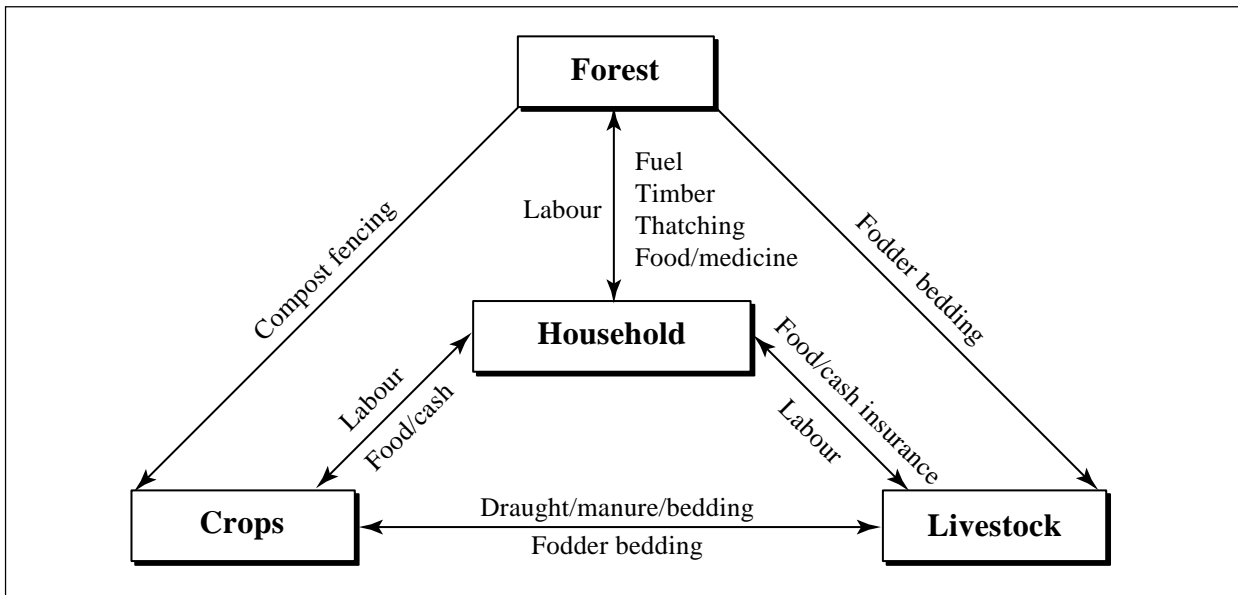 Forest
Fuel
Timber
Thatching
Food/medicine
Labour
Compost fencing
Fodder bedding
Household
Labour
Food/cash
Food/cash insurance
Labour
Crops
Draught/manure/bedding
Fodder bedding
Livestock